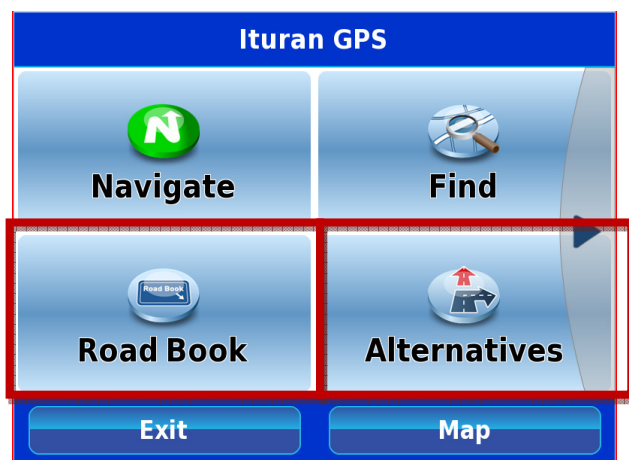 Ituran GPS
N
Navigate
Find
Road Book
Road Book
Alternatives
Exit
Map